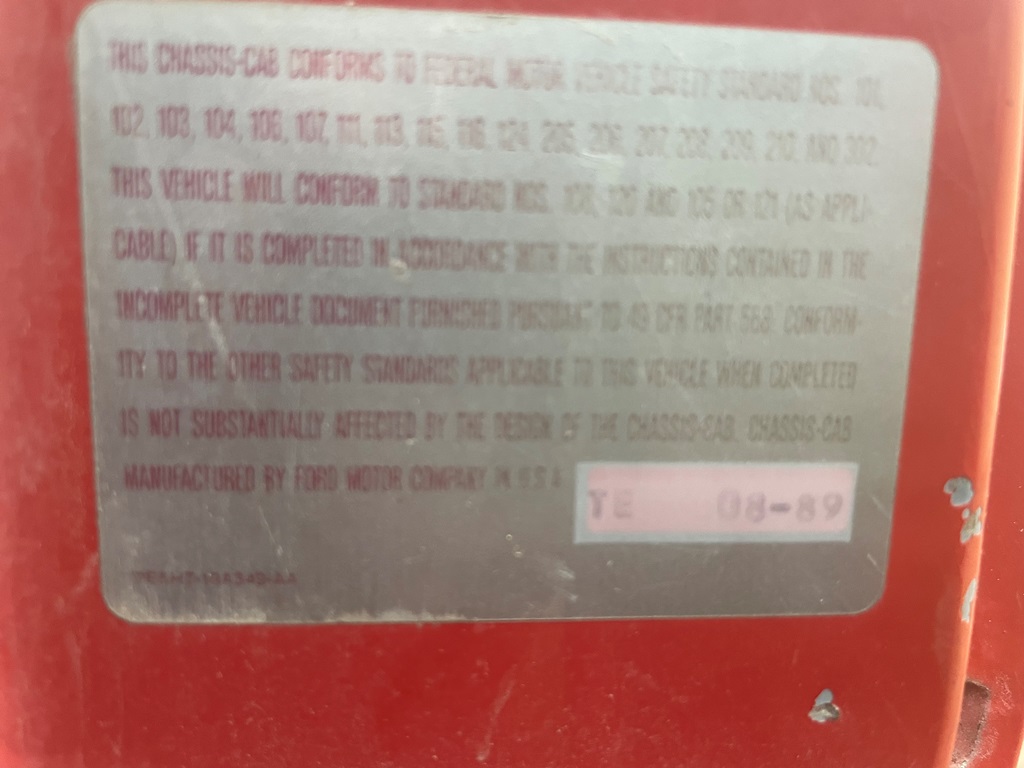 THIS CHASSIS-CAB CONFORMS TO FEDERAL MOTOR VEHICLE SAFETY STANDARD NOS. 101,
102, 103, 104, 106, 107, 111, 113, 115, 116, 124, 205, 206, 207, 208, 209, 210, AND 302.
THIS VEHICLE WILL CONFORM TO STANDARD NOS. 108, 120 AND 105 OR 121 (AS APPLI-
CABLE) IF IT IS COMPLETED IN ACCORDANCE WITH THE INSTRUCTIONS CONTAINED IN THE
INCOMPLETE VEHICLE DOCUMENT FURNISHED PURSUANT TO 49 CFR PART 568. CONFORM-
ITY TO THE OTHER SAFETY STANDARDS APPLICABLE TO THIS VEHICLE WHEN COMPLETED
IS NOT SUBSTANTIALLY AFFECTED BY THE DESIGN OF THE CHASSIS-CAB. CHASSIS-CAB
MANUFACTURED BY FORD MOTOR COMPANY IN U.S.A.
TE 08-89